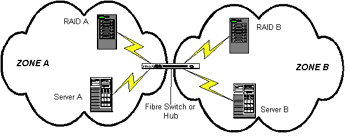 RAID A
RAID B
ZONE A
ZONE B
Server A
Fibre Switch or
Hub
Server B